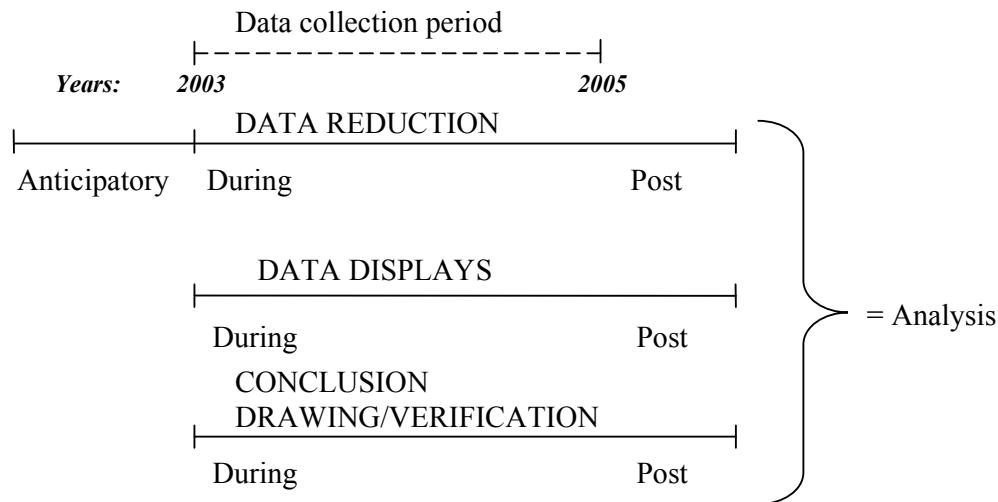 Data collection period
Years: 2003 2005
DATA REDUCTION
Anticipatory During Post
DATA DISPLAYS
= Analysis
During Post
CONCLUSION
DRAWING/VERIFICATION
During Post